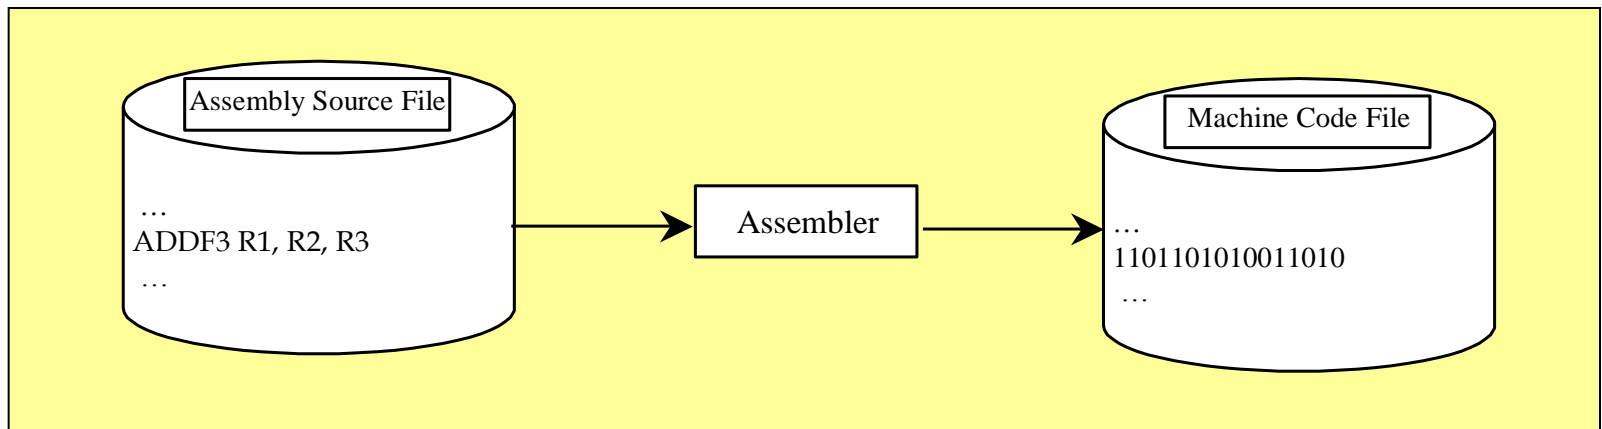 Assembly Source File
…
ADDF3 R1, R2, R3
…
Assembler
Machine Code File
…
1101101010011010
…